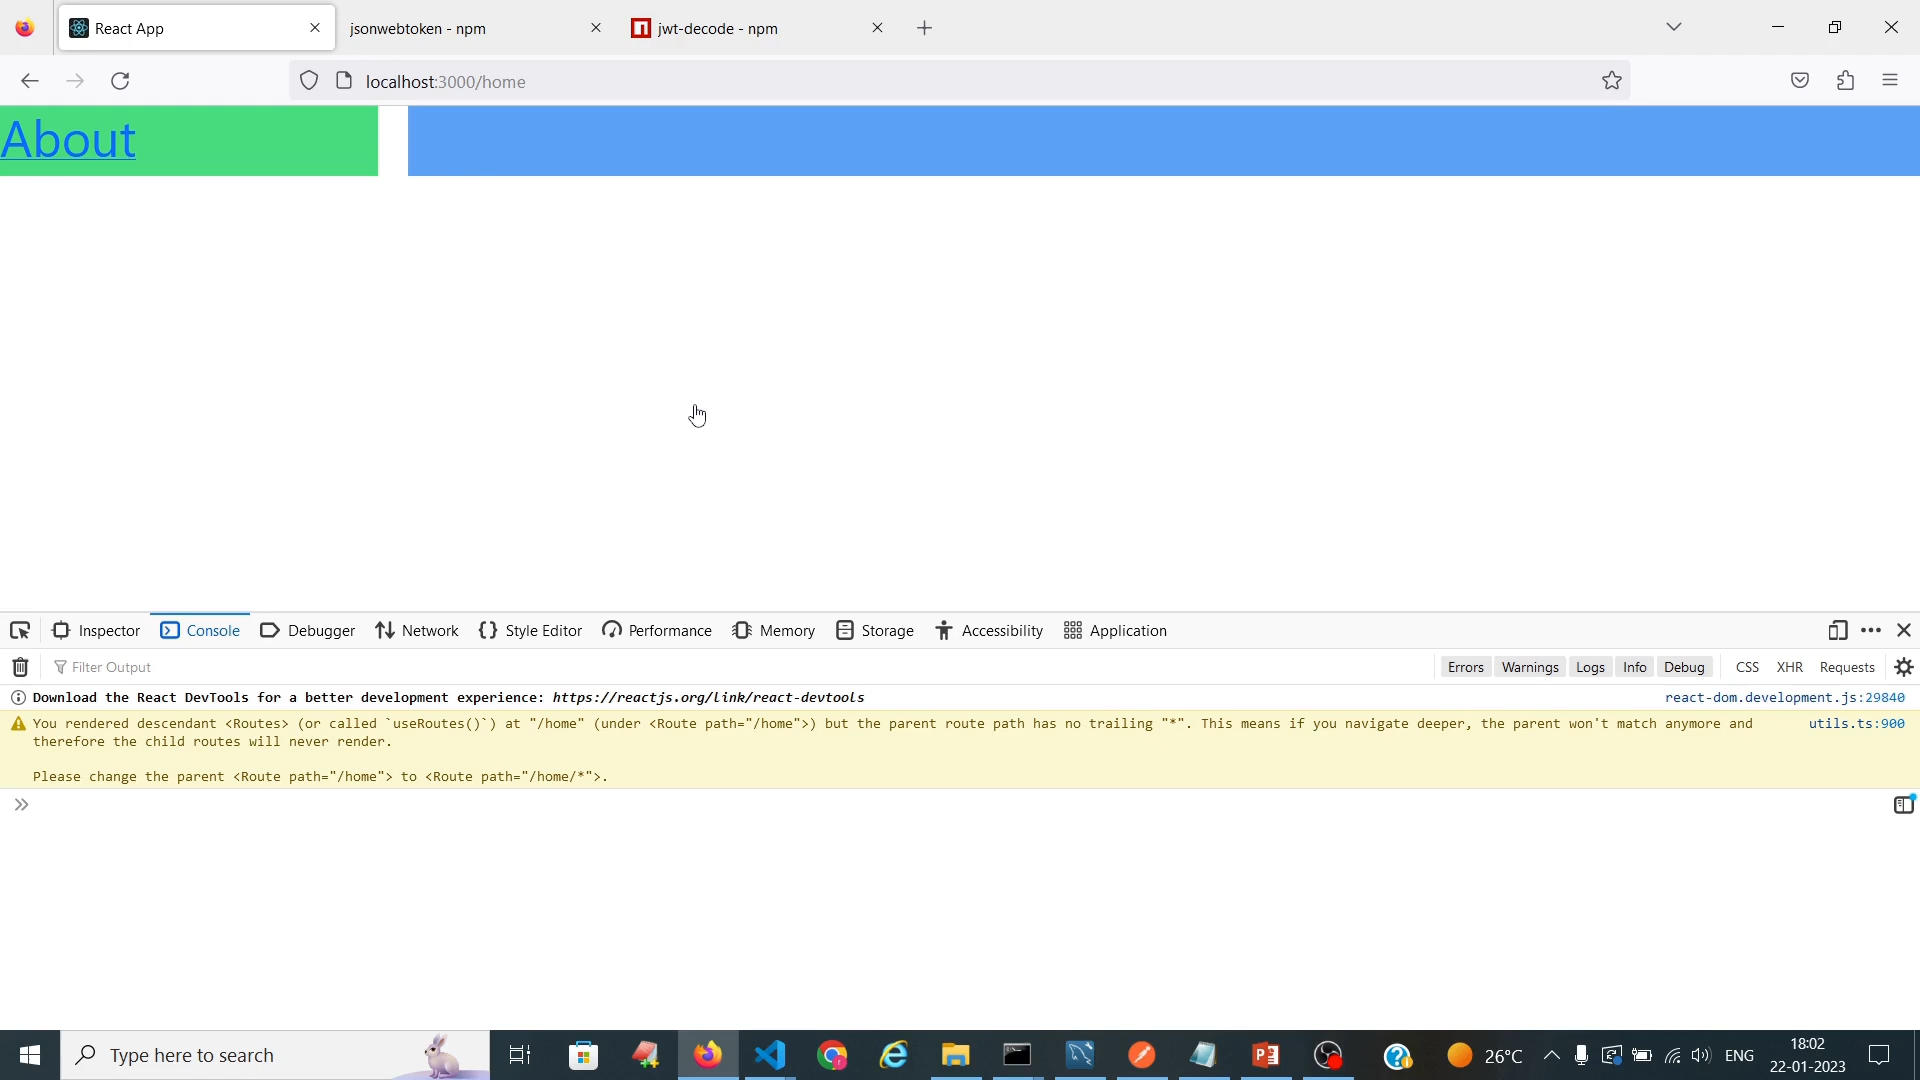 React App
jsonwebtoken - npm
jwt-decode - npm
localhost:3000/home
About
Inspector
Console
Debugger
Network
Style Editor
Performance
Memory
Storage
Accessibility
Application
Filter Output
Errors
Warnings
Logs
Info
Debug
CSS
XHR
Requests
Download the React DevTools for a better development experience: https://reactjs.org/link/react-devtools
react-dom.development.js:29840
You rendered descendant <Routes> (or called `useRoutes()`) at "/home" (under <Route path="/home">) but the parent route path has no trailing "*". This means if you navigate deeper, the parent won't match anymore and
utils.ts:900
therefore the child routes will never render.
Please change the parent <Route path="/home"> to <Route path="/home/*">.
Type here to search
26°C
ENG
18:02
22-01-2023